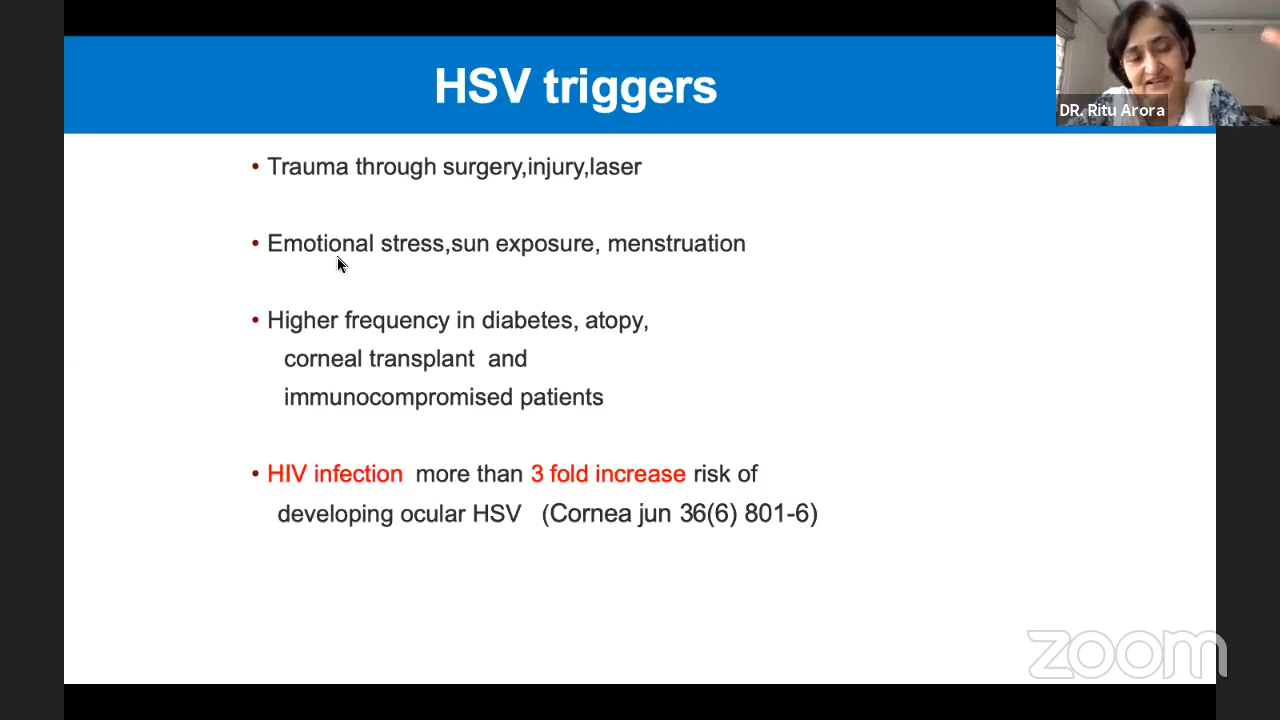 HSV triggers
DR. Ritu Arora
• Trauma through surgery,injury,laser
• Emotional stress,sun exposure, menstruation
• Higher frequency in diabetes, atopy,
corneal transplant and
immunocompromised patients
• HIV infection more than 3 fold increase risk of
developing ocular HSV (Cornea jun 36(6) 801-6)
zoom